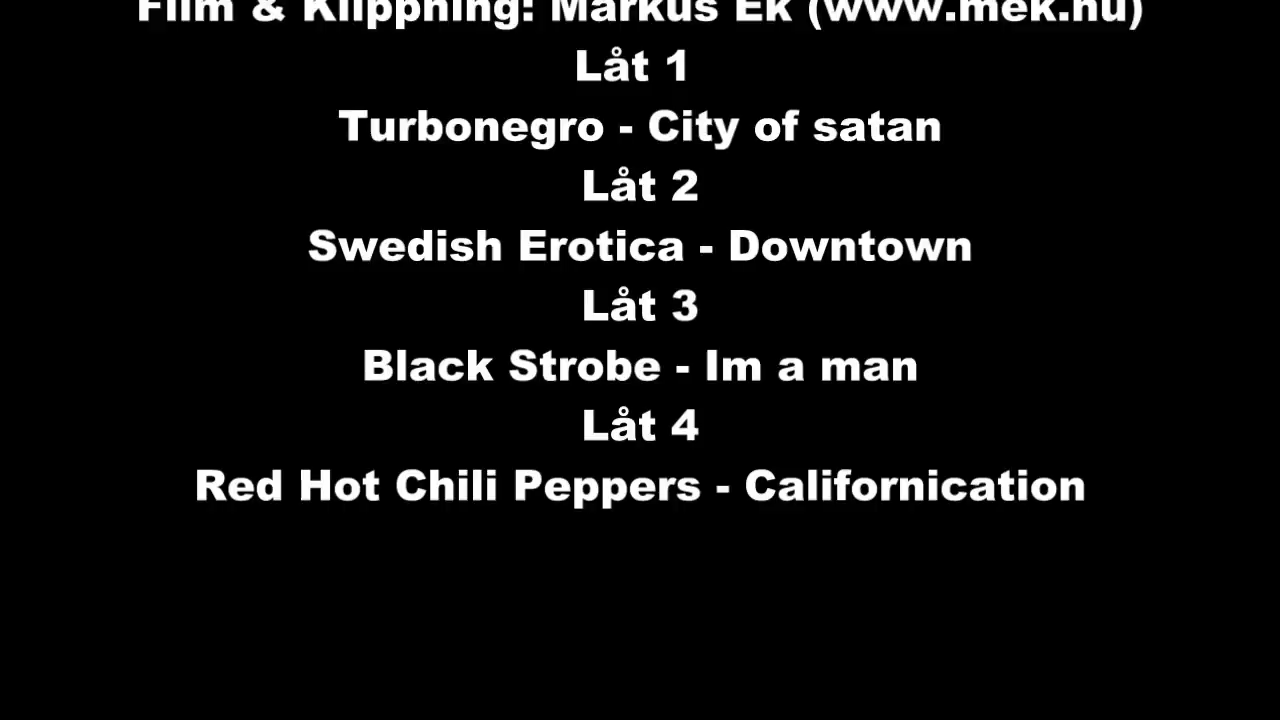 Film & Klippning: Markus Ek (www.mek.nu)
Låt 1
Turbonegro - City of satan
Låt 2
Swedish Erotica - Downtown
Låt 3
Black Strobe - Im a man
Låt 4
Red Hot Chili Peppers - Californication